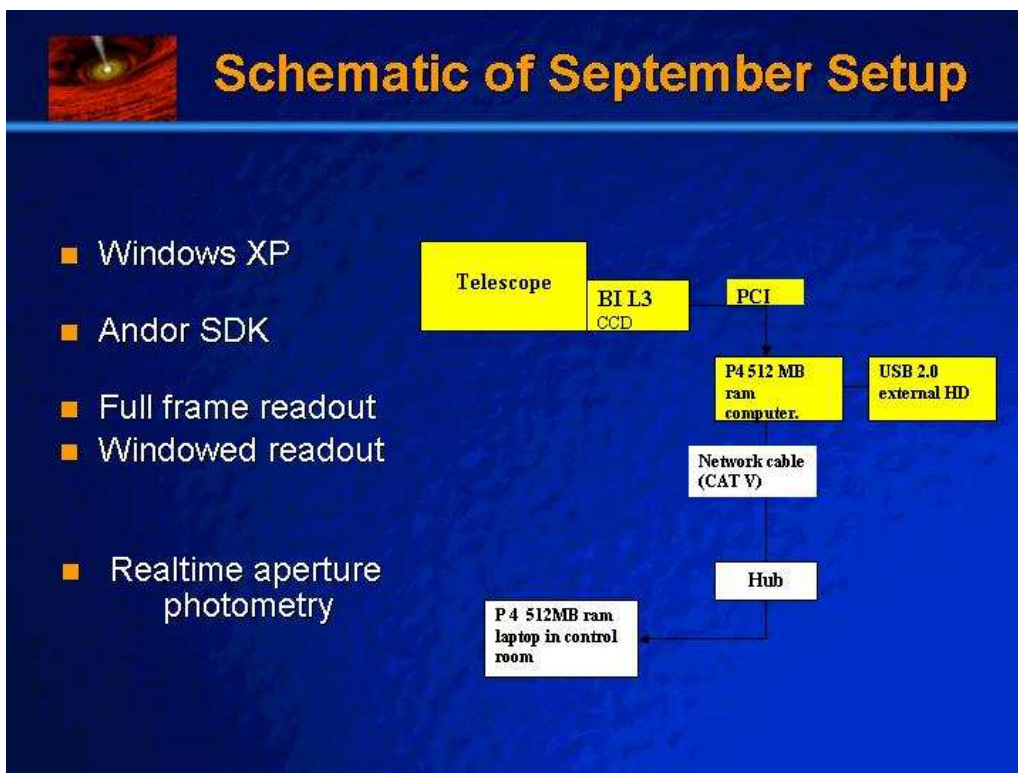 Schematic of September Setup
Windows XP
Andor SDK
Full frame readout
Windowed readout
Realtime aperture
photometry
Telescope
BI L3
CCD
PCI
P4 512 MB
ram
computer.
USB 2.0
external HD
Network cable
(CAT V)
Hub
P 4 512MB ram
laptop in control
room